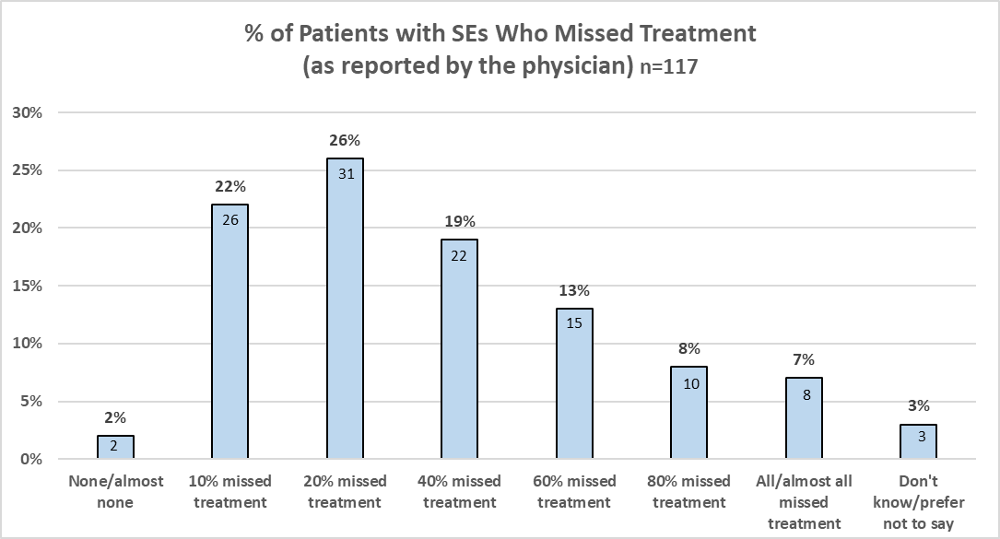 % of Patients with SEs Who Missed Treatment
(as reported by the physician) n=117
30%
25%
20%
15%
10%
5%
0%
2%
22%
26%
19%
13%
8%
7%
3%
2
26
31
22
15
10
8
3
None/almost
none
10% missed
treatment
20% missed
treatment
40% missed
treatment
60% missed
treatment
80% missed
treatment
All/almost all
missed
treatment
Don't
know/prefer
not to say